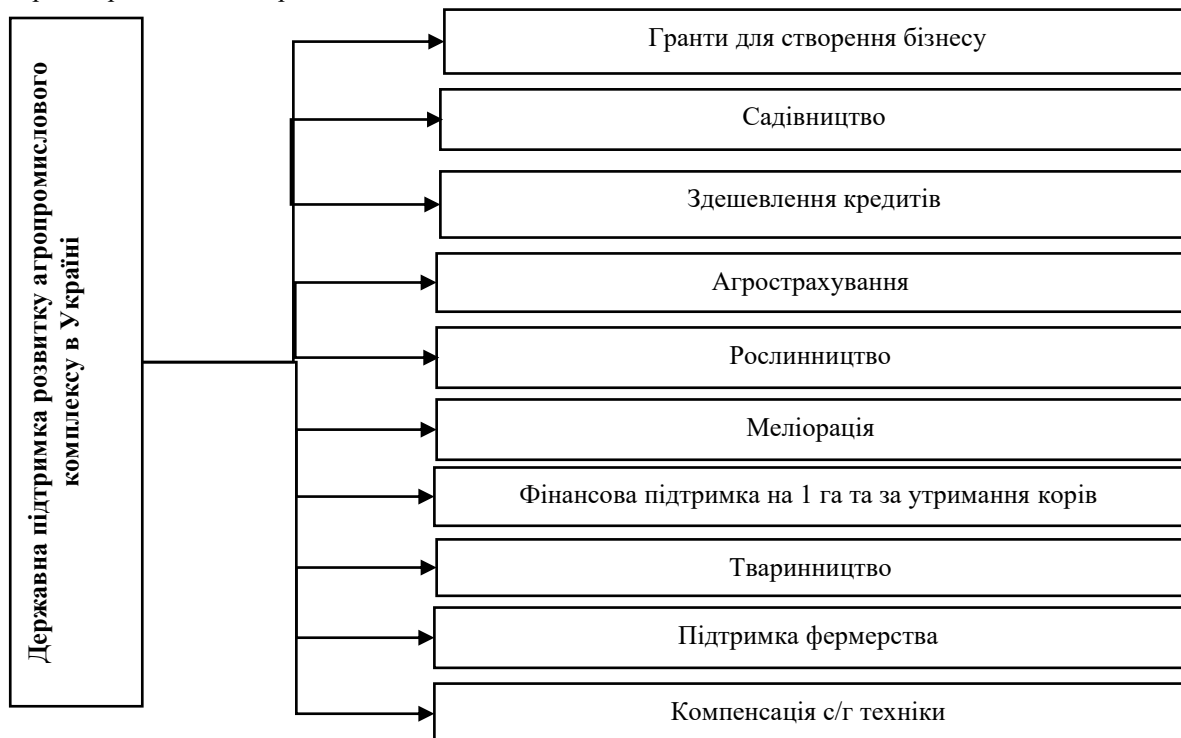 Державна підтримка розвитку агропромислового
комплексу в Україні
Гранти для створення бізнесу
Садівництво
Здешевлення кредитів
Агрострахування
Рослинництво
Меліорація
Фінансова підтримка на 1 га та за утримання корів
Тваринництво
Підтримка фермерства
Компенсація с/г техніки